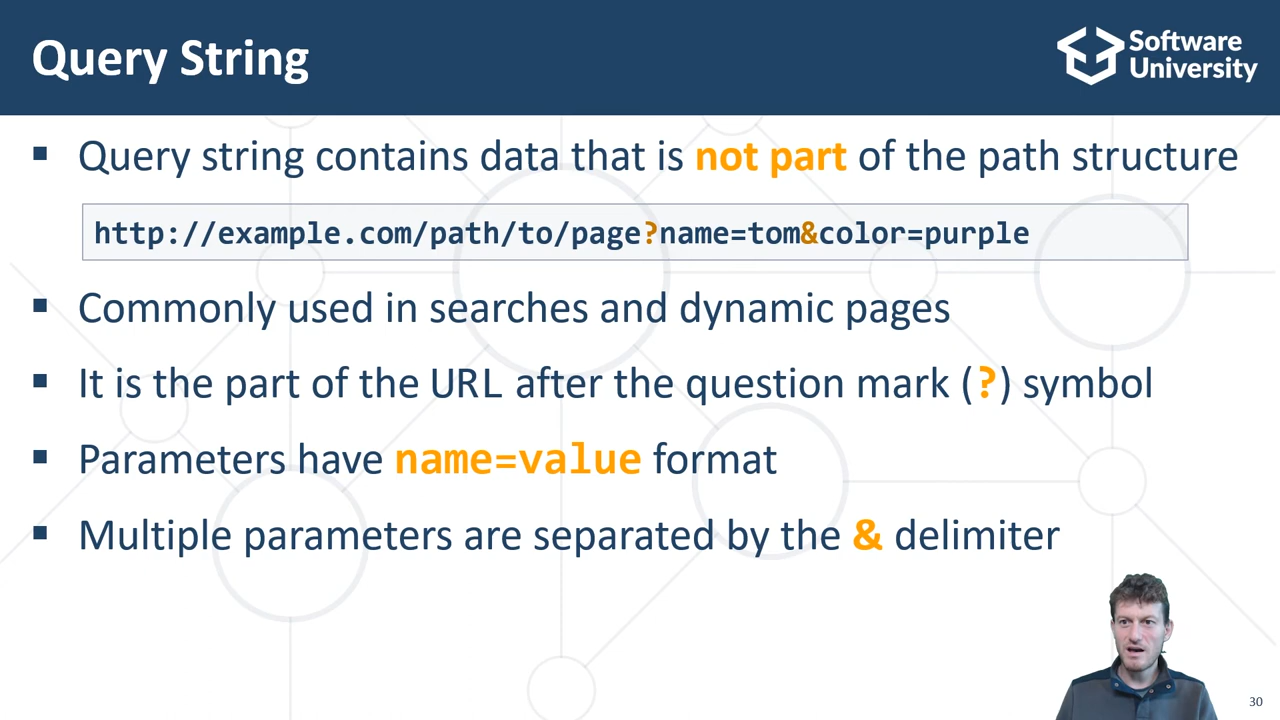 Query String
Software
University
▪ Query string contains data that is not part of the path structure
http://example.com/path/to/page?name=tom&color=purple
▪ Commonly used in searches and dynamic pages
▪ It is the part of the URL after the question mark (?) symbol
▪ Parameters have name=value format
▪ Multiple parameters are separated by the & delimiter
30